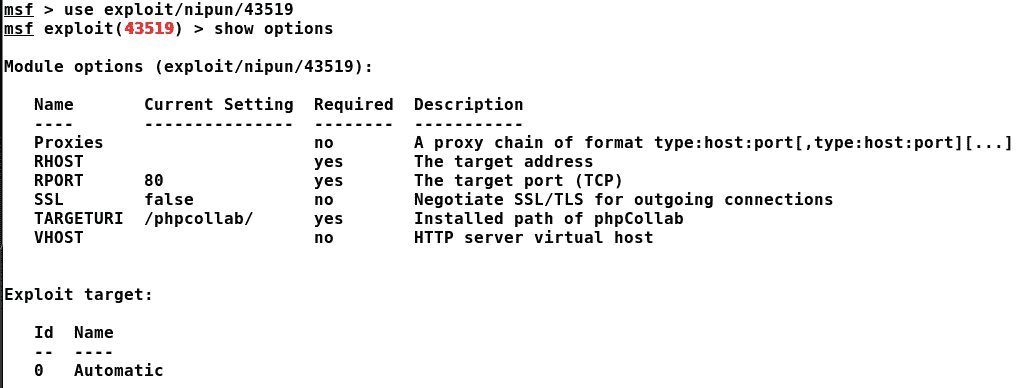 msf > use exploit/nipun/43519
msf exploit(43519) > show options
Module options (exploit/nipun/43519):
Name Current Setting Required Description
---- --------------- -------- -----------
Proxies no A proxy chain of format type:host:port[,type:host:port][...]
RHOST yes The target address
RPORT 80 yes The target port (TCP)
SSL false no Negotiate SSL/TLS for outgoing connections
TARGETURI /phpcollab/ yes Installed path of phpCollab
VHOST no HTTP server virtual host
Exploit target:
Id Name
-- ----
0 Automatic